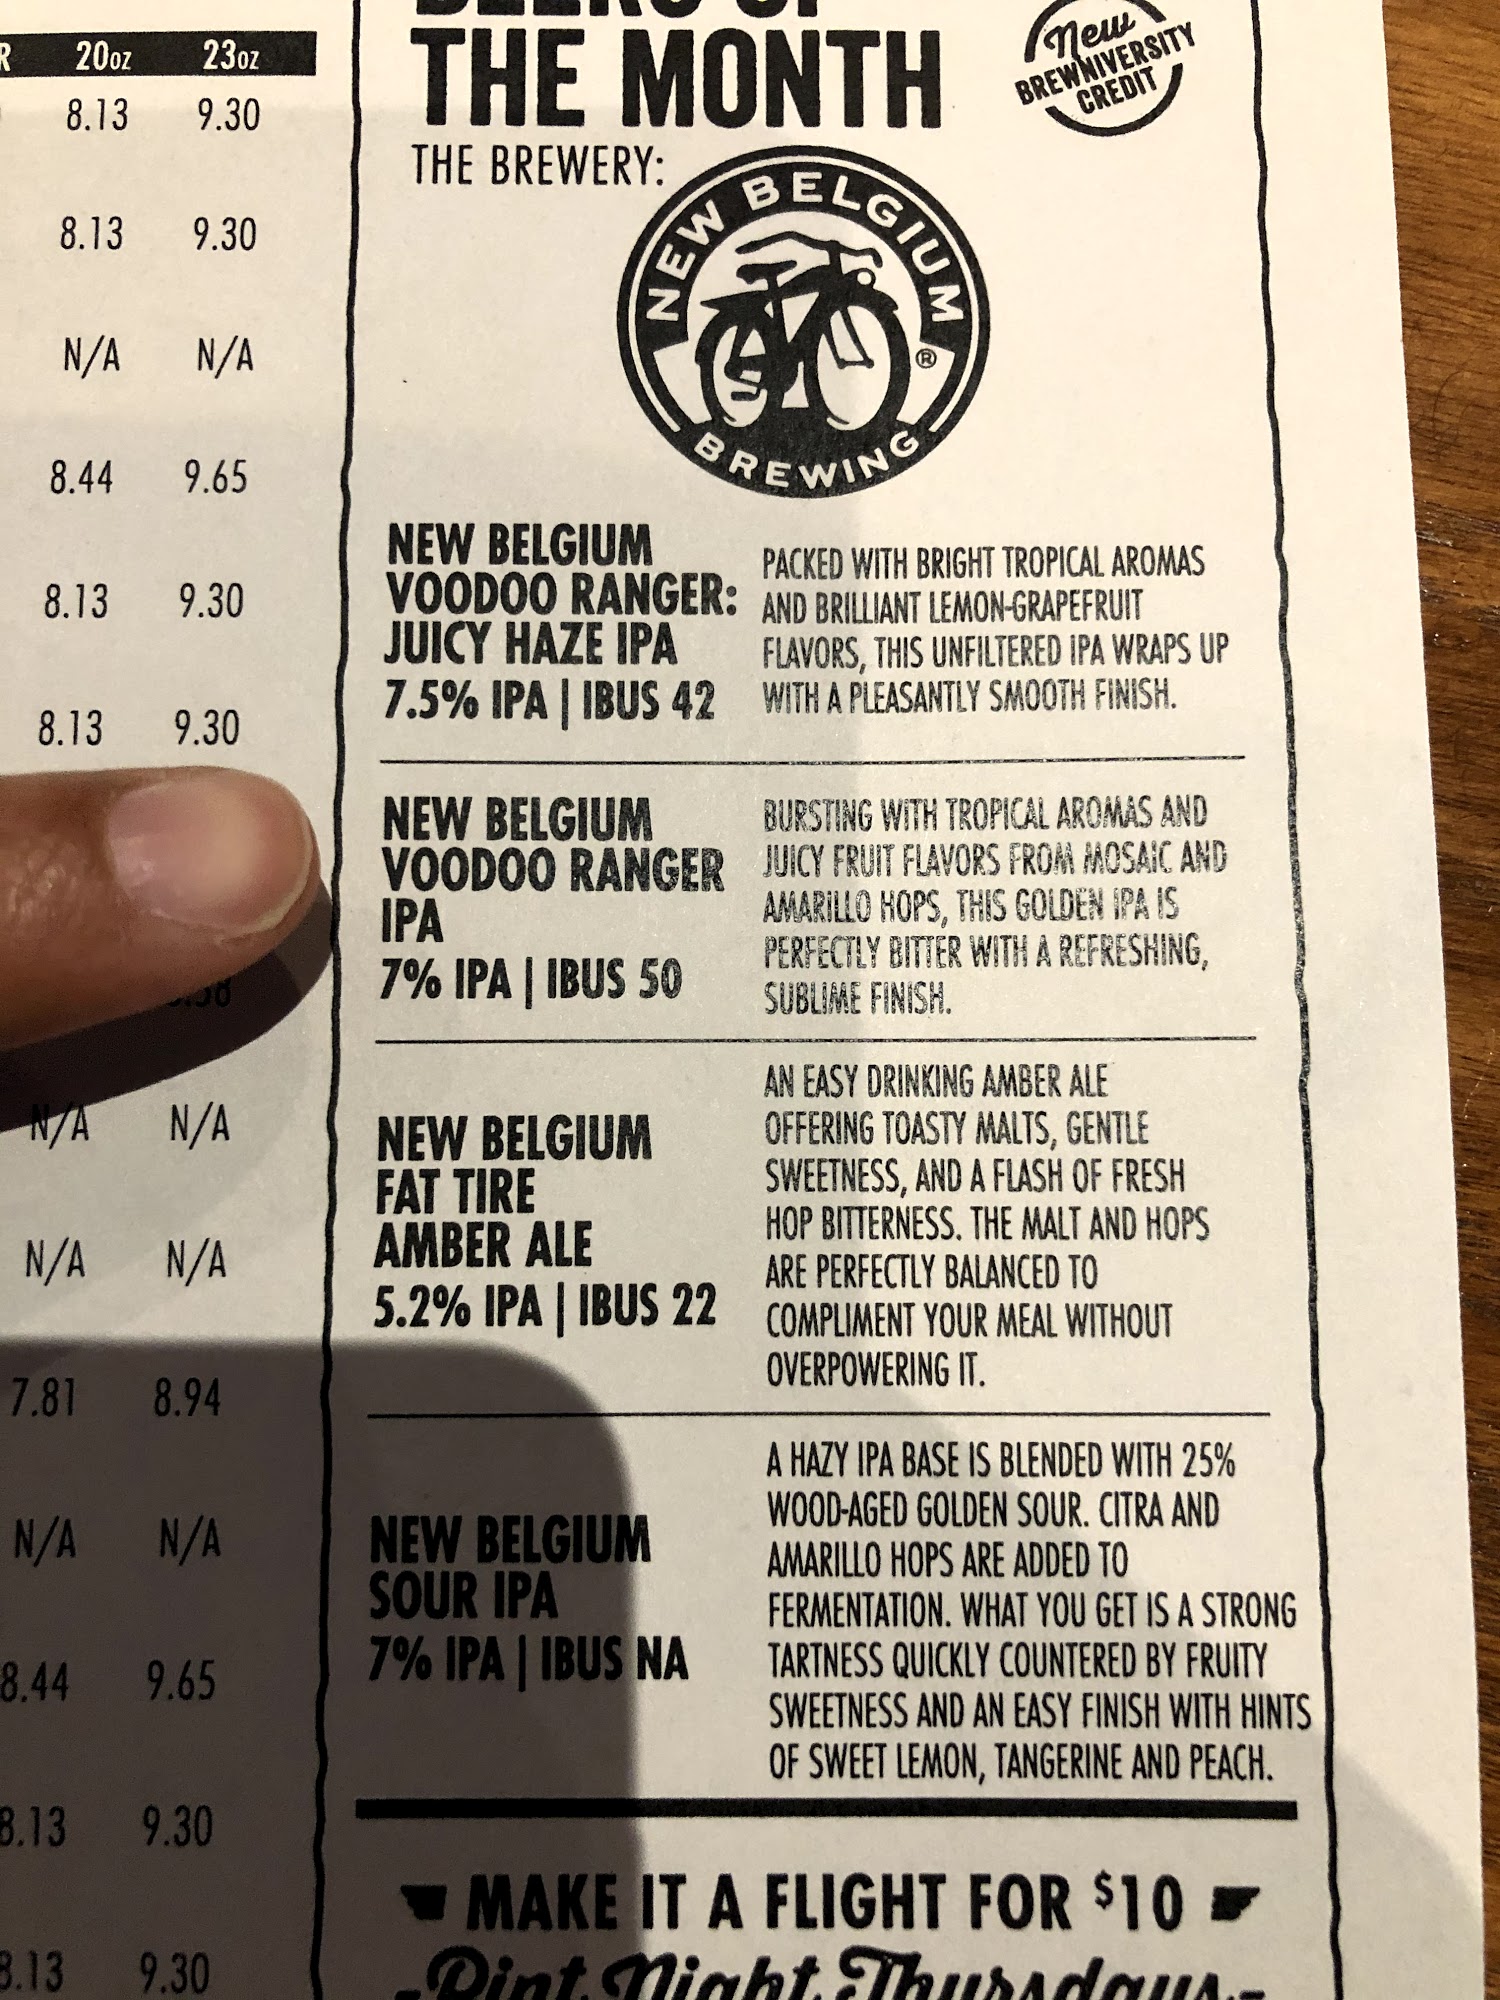 R 20oz 23oz
8.13 9.30
8.13 9.30
N/A N/A
8.44 9.65
8.13 9.30
8.13 9.30
N/A N/A
N/A N/A
7.81 8.94
N/A N/A
8.44 9.65
8.13 9.30
8.13 9.30
BEERS OF
THE MONTH
New
BREWNIVERSITY
CREDIT
THE BREWERY:
NEW BELGIUM
®
BREWING
NEW BELGIUM
VOODOO RANGER:
JUICY HAZE IPA
7.5% IPA | IBUS 42
PACKED WITH BRIGHT TROPICAL AROMAS
AND BRILLIANT LEMON-GRAPEFRUIT
FLAVORS, THIS UNFILTERED IPA WRAPS UP
WITH A PLEASANTLY SMOOTH FINISH.
NEW BELGIUM
VOODOO RANGER
IPA
7% IPA | IBUS 50
BURSTING WITH TROPICAL AROMAS AND
JUICY FRUIT FLAVORS FROM MOSAIC AND
AMARILLO HOPS, THIS GOLDEN IPA IS
PERFECTLY BITTER WITH A REFRESHING,
SUBLIME FINISH.
NEW BELGIUM
FAT TIRE
AMBER ALE
5.2% IPA | IBUS 22
AN EASY DRINKING AMBER ALE
OFFERING TOASTY MALTS, GENTLE
SWEETNESS, AND A FLASH OF FRESH
HOP BITTERNESS. THE MALT AND HOPS
ARE PERFECTLY BALANCED TO
COMPLIMENT YOUR MEAL WITHOUT
OVERPOWERING IT.
NEW BELGIUM
SOUR IPA
7% IPA | IBUS NA
A HAZY IPA BASE IS BLENDED WITH 25%
WOOD-AGED GOLDEN SOUR. CITRA AND
AMARILLO HOPS ARE ADDED TO
FERMENTATION. WHAT YOU GET IS A STRONG
TARTNESS QUICKLY COUNTERED BY FRUITY
SWEETNESS AND AN EASY FINISH WITH HINTS
OF SWEET LEMON, TANGERINE AND PEACH.
MAKE IT A FLIGHT FOR $10
-Pint Night Thursdays-